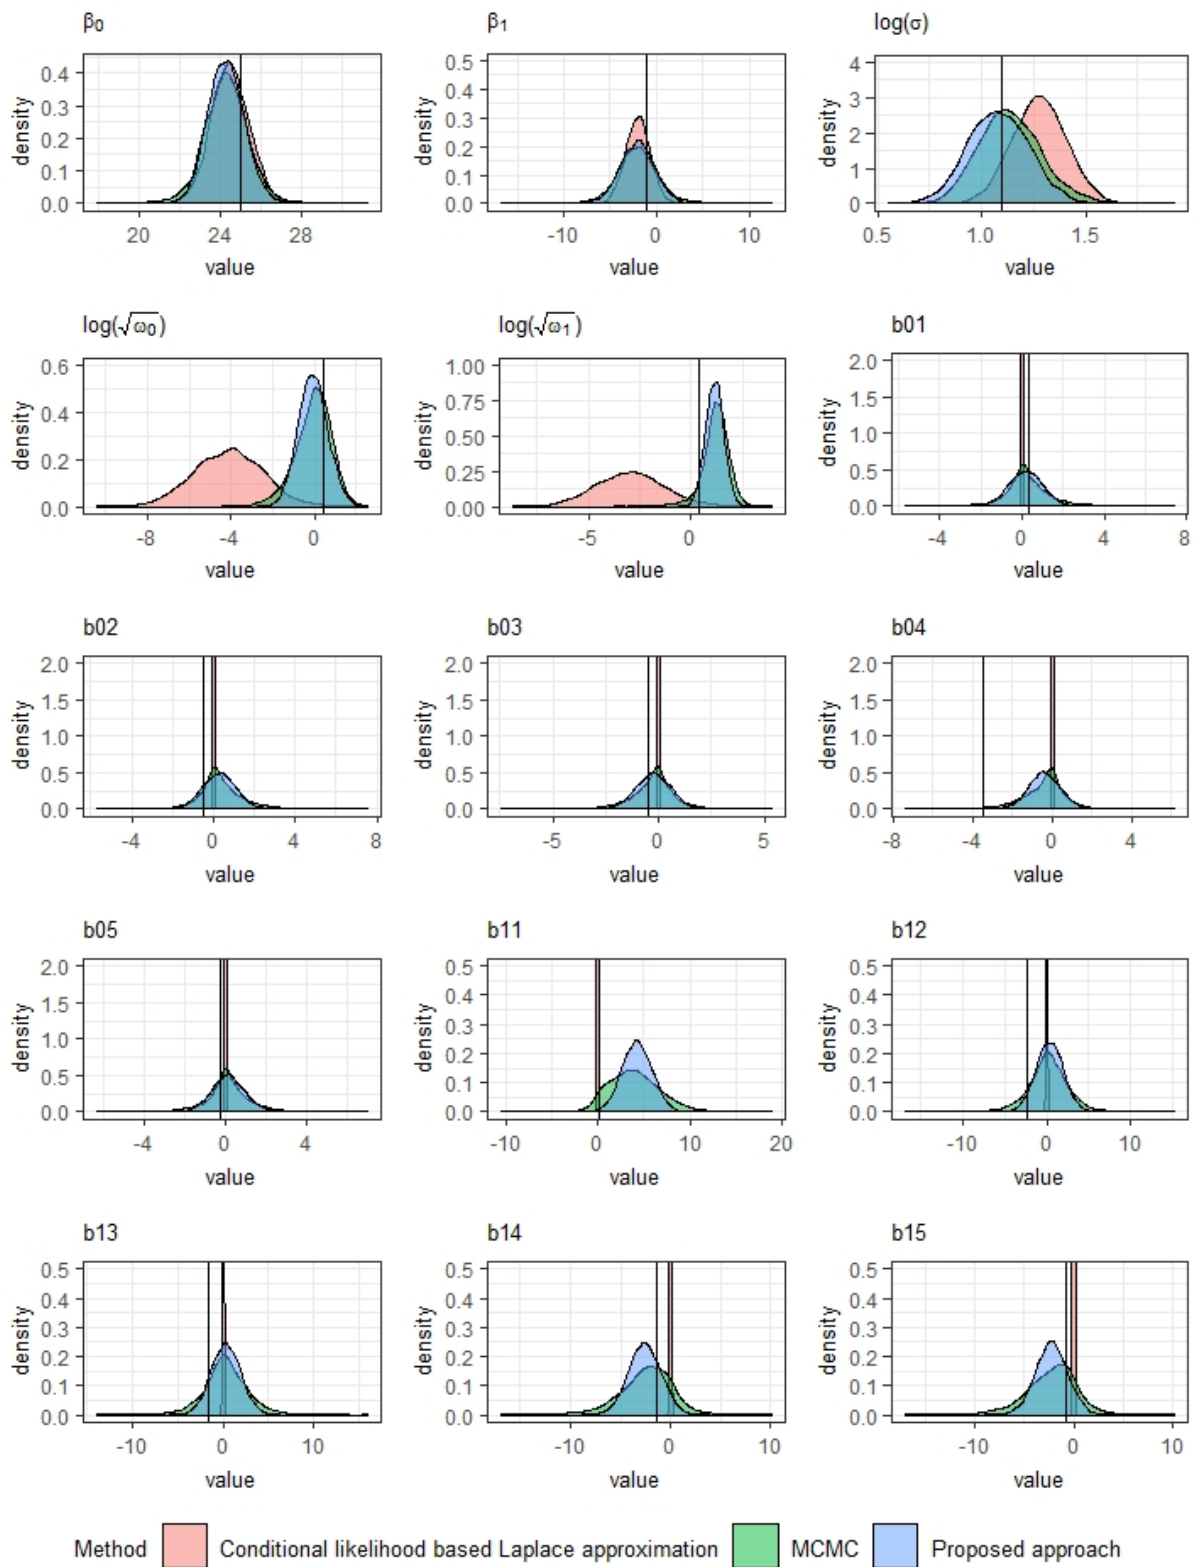 β0 β1 log(σ)
density 0.4 0.3 0.2 0.1 0.0 density 0.5 0.4 0.3 0.2 0.1 0.0 density 4 3 2 1 0
20 24 28 -10 0 10 0.5 1.0 1.5
value value value
log(√ω0) log(√ω1) b01
density 0.6 0.4 0.2 0.0 density 1.00 0.75 0.50 0.25 0.00 density 2.0 1.5 1.0 0.5 0.0
-8 -4 0 -5 0 -4 0 4 8
value value value
b02 b03 b04
density 2.0 1.5 1.0 0.5 0.0 density 2.0 1.5 1.0 0.5 0.0 density 2.0 1.5 1.0 0.5 0.0
-4 0 4 8 -5 0 5 -8 -4 0 4
value value value
b05 b11 b12
density 2.0 1.5 1.0 0.5 0.0 density 0.5 0.4 0.3 0.2 0.1 0.0 density 0.5 0.4 0.3 0.2 0.1 0.0
-4 0 4 -10 0 10 20 -10 0 10
value value value
b13 b14 b15
density 0.5 0.4 0.3 0.2 0.1 0.0 density 0.5 0.4 0.3 0.2 0.1 0.0 density 0.5 0.4 0.3 0.2 0.1 0.0
-10 0 10 -10 0 10 -10 0 10
value value value
Method Conditional likelihood based Laplace approximation MCMC Proposed approach